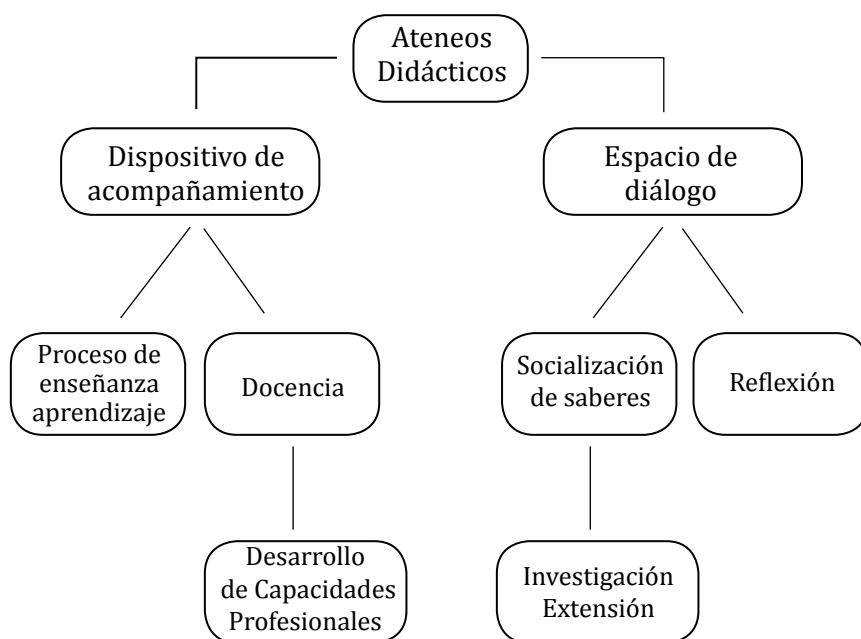 Ateneos
Didácticos
Dispositivo de
acompañamiento
Espacio de
diálogo
Proceso de
enseñanza
aprendizaje
Docencia
Socialización
de saberes
Reflexión
Desarrollo
de Capacidades
Profesionales
Investigación
Extensión